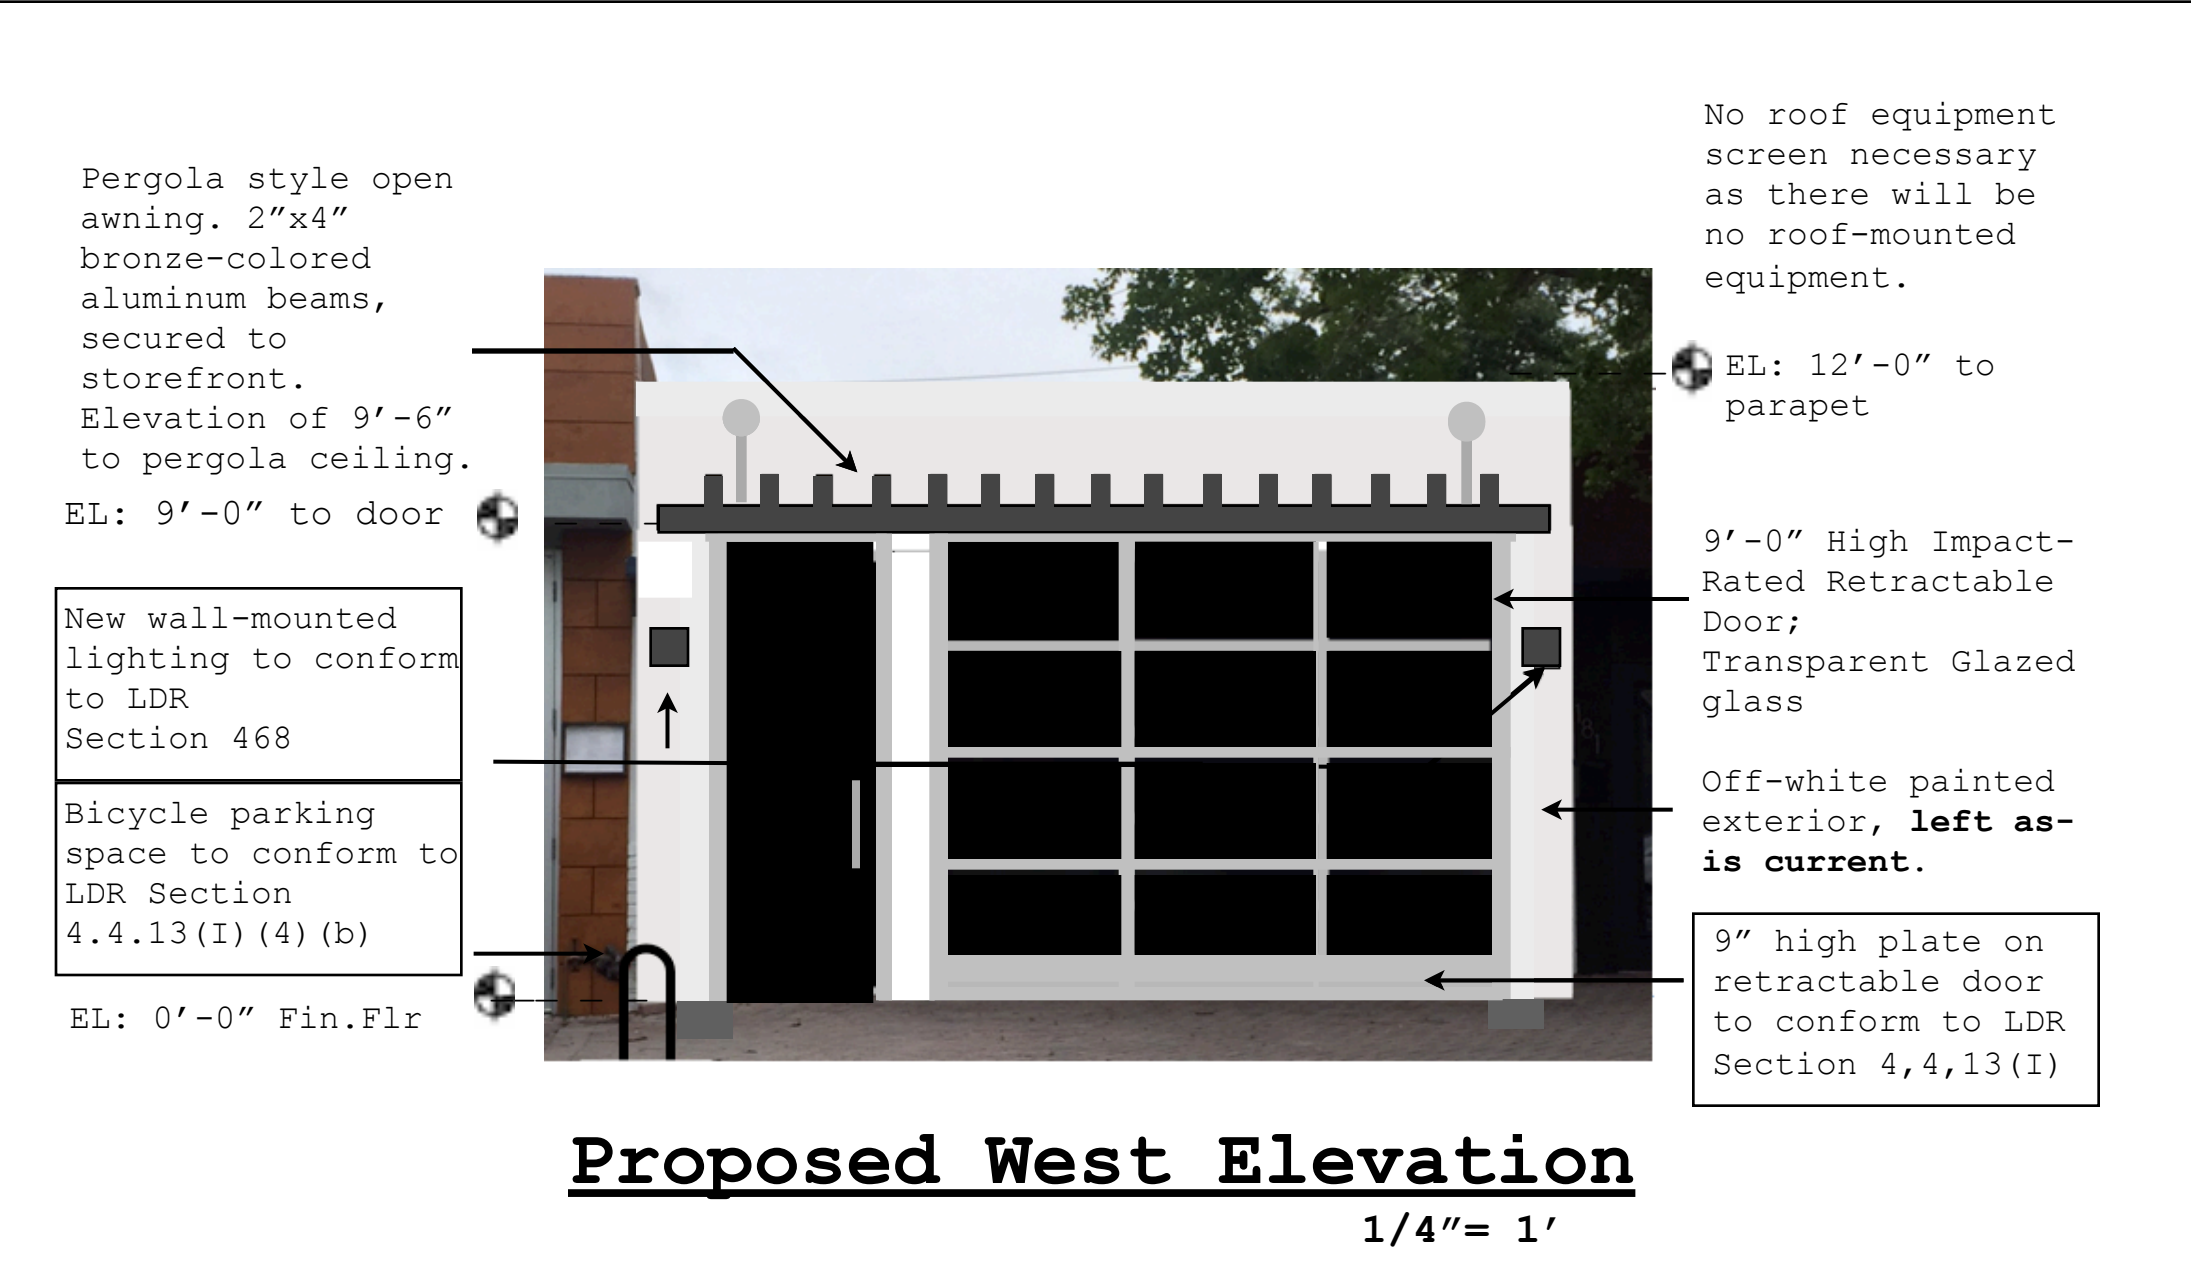 Pergola style open
awning. 2”x4”
bronze-colored
aluminum beams,
secured to
storefront.
Elevation of 9’-6”
to pergola ceiling.
EL: 9’-0” to door
New wall-mounted
lighting to conform
to LDR
Section 468
Bicycle parking
space to conform to
LDR Section
4.4.13(I)(4)(b)
EL: 0’-0” Fin.Flr
No roof equipment
screen necessary
as there will be
no roof-mounted
equipment.
EL: 12’-0” to
parapet
9’-0” High Impact-
Rated Retractable
Door;
Transparent Glazed
glass
Off-white painted
exterior, left as-
is current.
9” high plate on
retractable door
to conform to LDR
Section 4,4,13(I)
Proposed West Elevation
1/4”= 1’